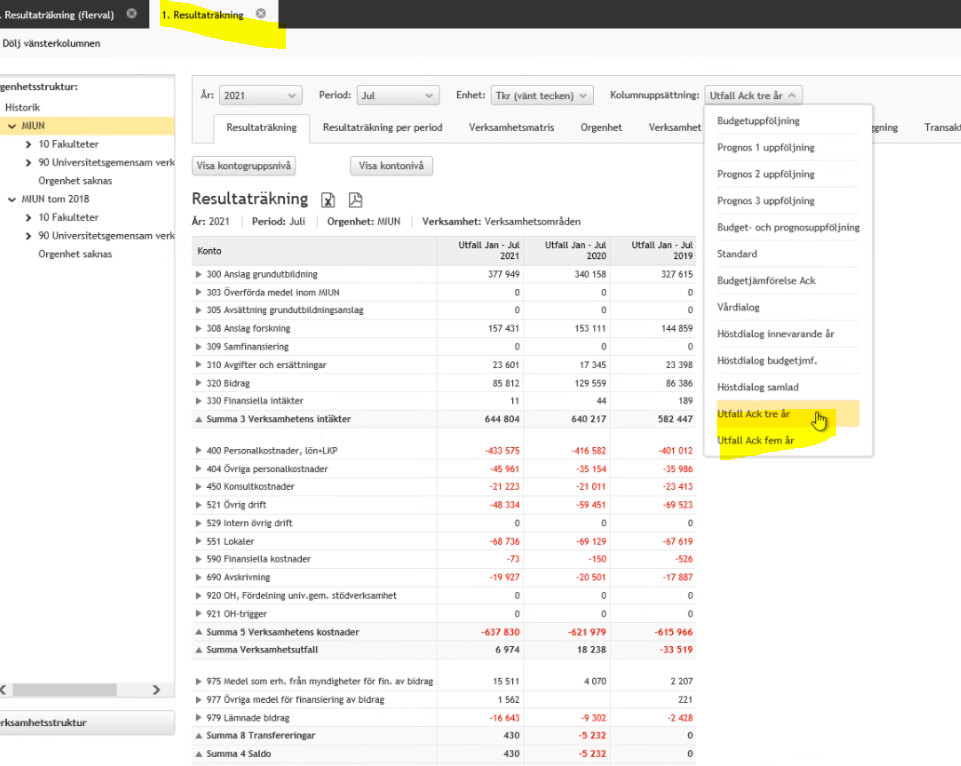 . Resultaträkning (flerval)
1. Resultaträkning
Dölj vänsterkolumnen
genhetsstruktur:
Historik
MIUN
10 Fakulteter
90 Universitetsgemensam verk
Orgenhet saknas
MIUN tom 2018
10 Fakulteter
90 Universitetsgemensam verk
Orgenhet saknas
rksamhetsstruktur
År: 2021 Period: Jul Enhet: Tkr (vänt tecken) Kolumnuppsättning: Utfall Ack tre år
Resultaträkning Resultaträkning per period Verksamhetsmatris Orgenhet Verksamhet ggning Transakt
Budgetuppföljning
Prognos 1 uppföljning
Prognos 2 uppföljning
Prognos 3 uppföljning
Budget- och prognosuppföljning
Standard
Budgetjämförelse Ack
Vårdialog
Höstdialog innevarande år
Höstdialog budgetjmf.
Höstdialog samlad
Utfall Ack tre år
Utfall Ack fem år
Visa kontogruppsnivå Visa kontonivå
Resultaträkning
År: 2021 Period: Juli Orgenhet: MIUN Verksamhet: Verksamhetsområden
Konto Utfall Jan - Jul 2021 Utfall Jan - Jul 2020 Utfall Jan - Jul 2019
300 Anslag grundutbildning 377 949 340 158 327 615
303 Överförda medel inom MIUN 0 0 0
305 Avsättning grundutbildningsanslag 0 0 0
308 Anslag forskning 157 431 153 111 144 859
309 Samfinansiering 0 0 0
310 Avgifter och ersättningar 23 601 17 345 23 398
320 Bidrag 85 812 129 559 86 386
330 Finansiella intäkter 11 44 189
Summa 3 Verksamhetens intäkter 644 804 640 217 582 447
400 Personalkostnader, lön+LKP -433 575 -416 582 -401 012
404 Övriga personalkostnader -45 961 -35 154 -35 986
450 Konsultkostnader -21 223 -21 011 -23 413
521 Övrig drift -48 334 -59 451 -69 523
529 Intern övrig drift 0 0 0
551 Lokaler -68 736 -69 129 -67 619
590 Finansiella kostnader -73 -150 -526
690 Avskrivning -19 927 -20 501 -17 887
920 OH, Fördelning univ.gem. stödverksamhet 0 0 0
921 OH-trigger 0 0 0
Summa 5 Verksamhetens kostnader -637 830 -621 979 -615 966
Summa Verksamhetsutfall 6 974 18 238 -33 519
975 Medel som erh. från myndigheter för fin. av bidrag 15 511 4 070 2 207
977 Övriga medel för finansiering av bidrag 1 562 221
979 Lämnade bidrag -16 643 -9 302 -2 428
Summa 8 Transfereringar 430 -5 232 0
Summa 4 Saldo 430 -5 232 0